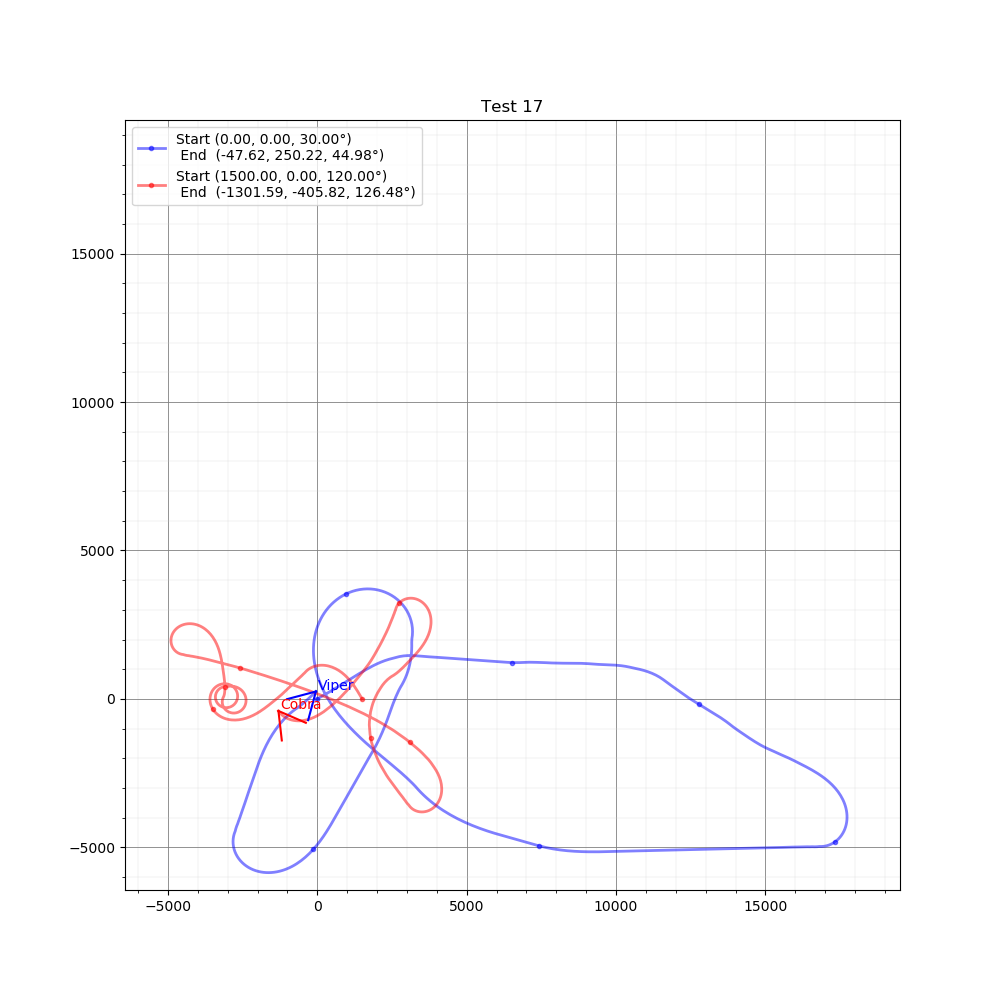 Test 17
Start (0.00, 0.00, 30.00°)
End (-47.62, 250.22, 44.98°)
Start (1500.00, 0.00, 120.00°)
End (-1301.59, -405.82, 126.48°)
15000
10000
5000
0
−5000
Viper
Cobra
−5000 0 5000 10000 15000